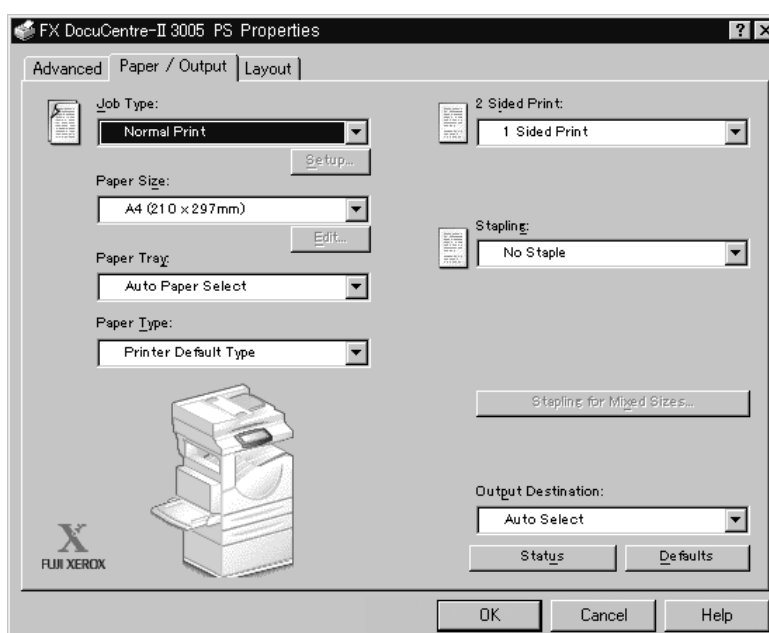 FX DocuCentre-II 3005 PS Properties
Advanced
Paper / Output
Layout
Job Type:
Normal Print
Setup...
Paper Size:
A4 (210 x 297mm)
Edit...
Paper Tray:
Auto Paper Select
Paper Type:
Printer Default Type
2 Sided Print:
1 Sided Print
Stapling:
No Staple
Stapling for Mixed Sizes...
Output Destination:
Auto Select
Status
Defaults
FUJI XEROX
OK
Cancel
Help